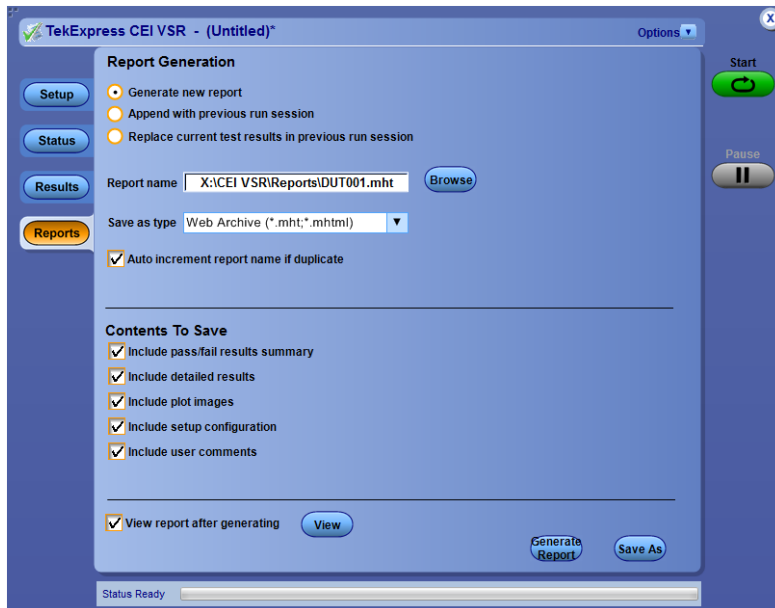 TekExpress CEI VSR - (Untitled)*
Options
X
Setup
Status
Results
Reports
Report Generation
Generate new report
Append with previous run session
Replace current test results in previous run session
Report name X:\CEI VSR\Reports\DUT001.mht Browse
Save as type Web Archive (*.mht;*.mhtml)
Auto increment report name if duplicate
Contents To Save
Include pass/fail results summary
Include detailed results
Include plot images
Include setup configuration
Include user comments
View report after generating View
Generate
Report
Save As
Start
Pause
Status Ready